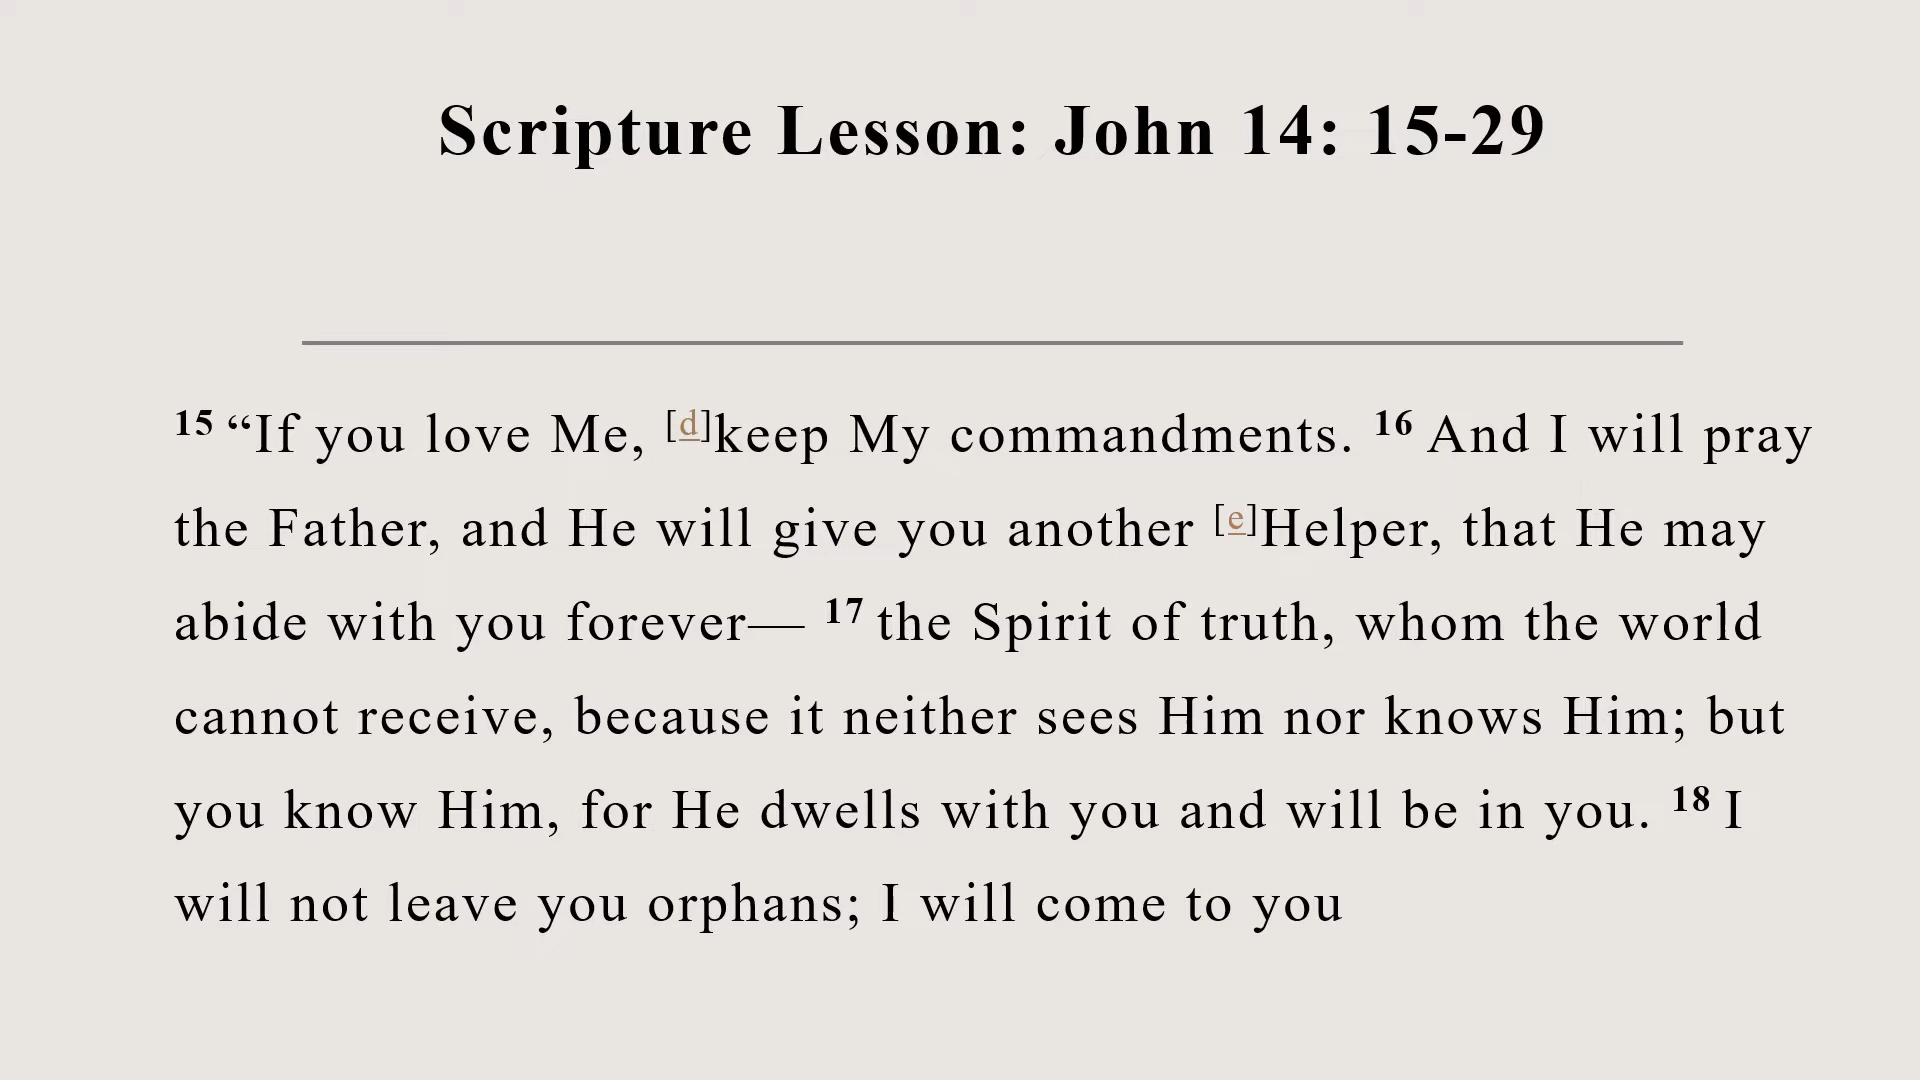 Scripture Lesson: John 14: 15-29
15 “If you love Me, [d]keep My commandments. 16 And I will pray
the Father, and He will give you another [e]Helper, that He may
abide with you forever— 17 the Spirit of truth, whom the world
cannot receive, because it neither sees Him nor knows Him; but
you know Him, for He dwells with you and will be in you. 18 I
will not leave you orphans; I will come to you